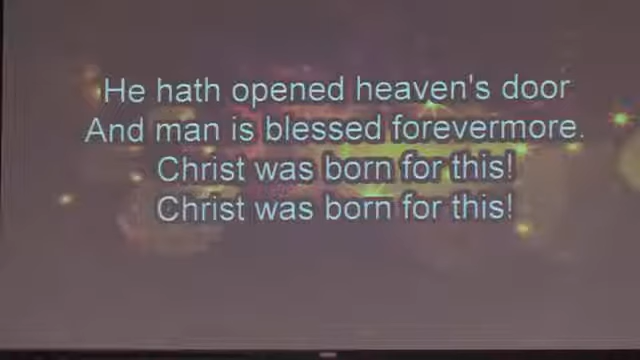 He hath opened heaven's door
And man is blessed forevermore.
Christ was born for this!
Christ was born for this!